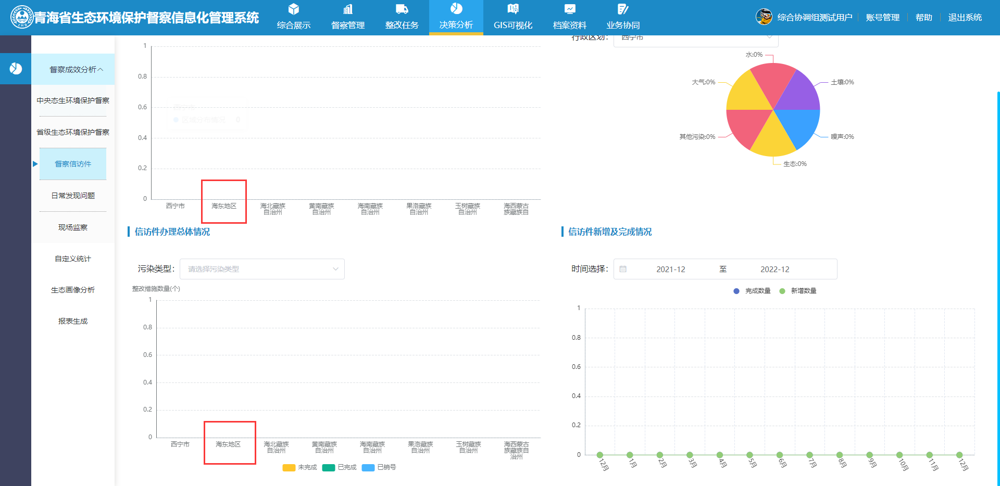 青海省生态环境保护督察信息化管理系统
综合展示
督察管理
整改任务
决策分析
GIS可视化
档案资料
业务协同
综合协调组测试用户
账号管理
帮助
退出系统
督察成效分析
中央态生环境保护督察
省级生态环境保护督察
督察信访件
日常发现问题
现场监察
自定义统计
生态画像分析
报表生成
1
0.8
0.6
0.4
0.2
0
西宁市
区域分析情况 0
西宁市
海东地区
海北藏族
自治州
黄南藏族
自治州
海南藏族
自治州
果洛藏族
自治州
玉树藏族
自治州
海西蒙古
族藏族自
行政区划：
西宁市
水:0%
大气:0%
土壤:0%
其他污染:0%
噪声:0%
生态:0%
信访件办理总体情况
污染类型：
请选择污染类型
整改措施数量(个)
1
0.8
0.6
0.4
0.2
0
西宁市
海东地区
海北藏族
自治州
黄南藏族
自治州
海南藏族
自治州
果洛藏族
自治州
玉树藏族
自治州
海西蒙古
族藏族自
治州
未完成
已完成
已销号
信访件新增及完成情况
时间选择：
2021-12 至 2022-12
完成数量
新增数量
1
0.8
0.6
0.4
0.2
0
12月
1月
2月
3月
4月
5月
6月
7月
8月
9月
10月
11月
12月